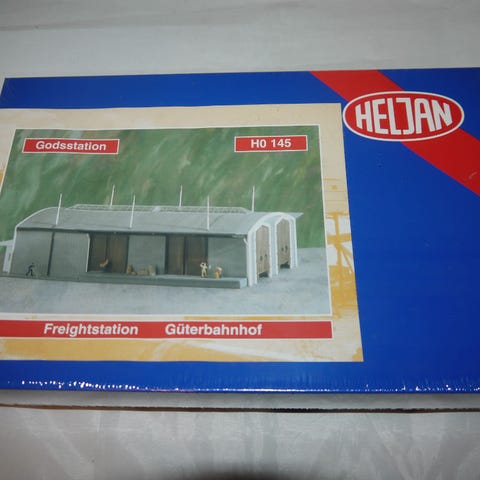 HELJAN
Godsstation
H0 145
Freightstation Güterbahnhof